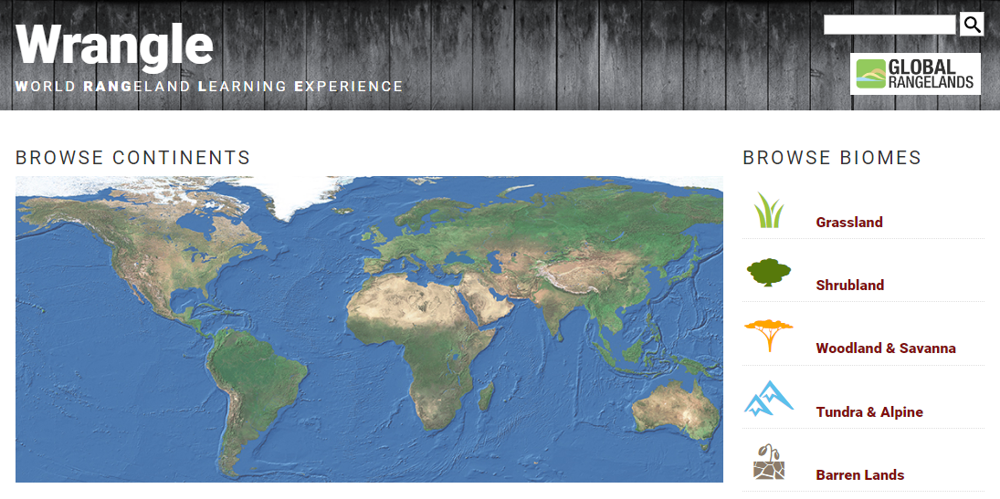 Wrangle
WORLD RANGELAND LEARNING EXPERIENCE
GLOBAL
RANGELANDS
BROWSE CONTINENTS
BROWSE BIOMES
Grassland
Shrubland
Woodland & Savanna
Tundra & Alpine
Barren Lands